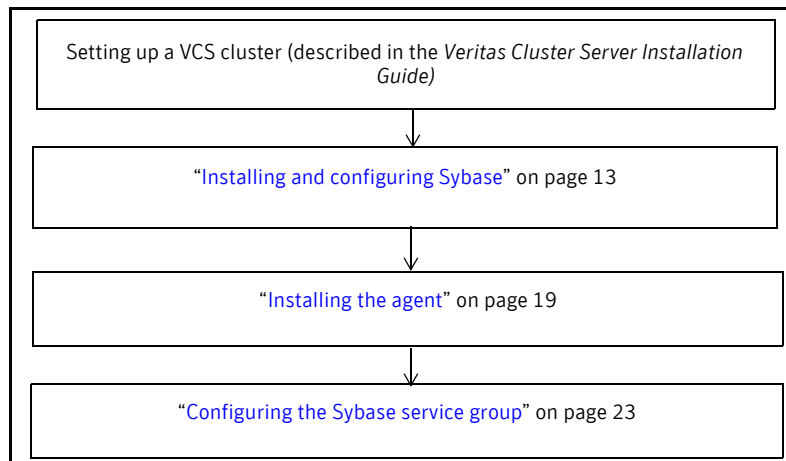 Setting up a VCS cluster (described in the Veritas Cluster Server Installation
Guide)
“Installing and configuring Sybase” on page 13
“Installing the agent” on page 19
“Configuring the Sybase service group” on page 23